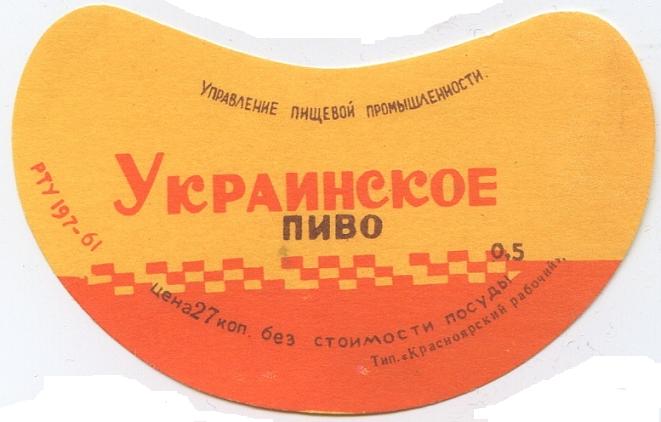 Управление пищевой промышленности.
РТУ 197-61
Украинское
пиво
0,5
цена 27 коп. без стоимости посуды
Тип. «Красноярский рабочий».